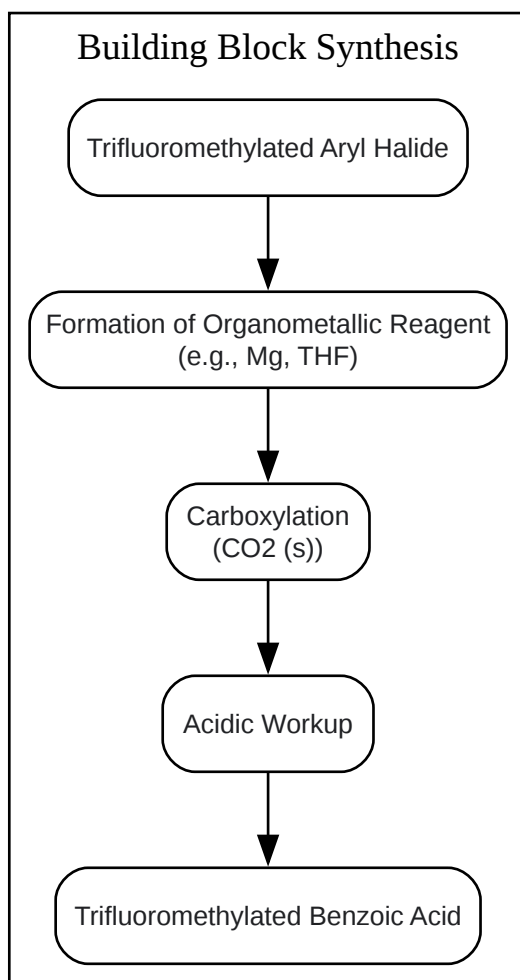 Building Block Synthesis
Trifluoromethylated Aryl Halide
Formation of Organometallic Reagent
(e.g., Mg, THF)
Carboxylation
(CO2 (s))
Acidic Workup
Trifluoromethylated Benzoic Acid